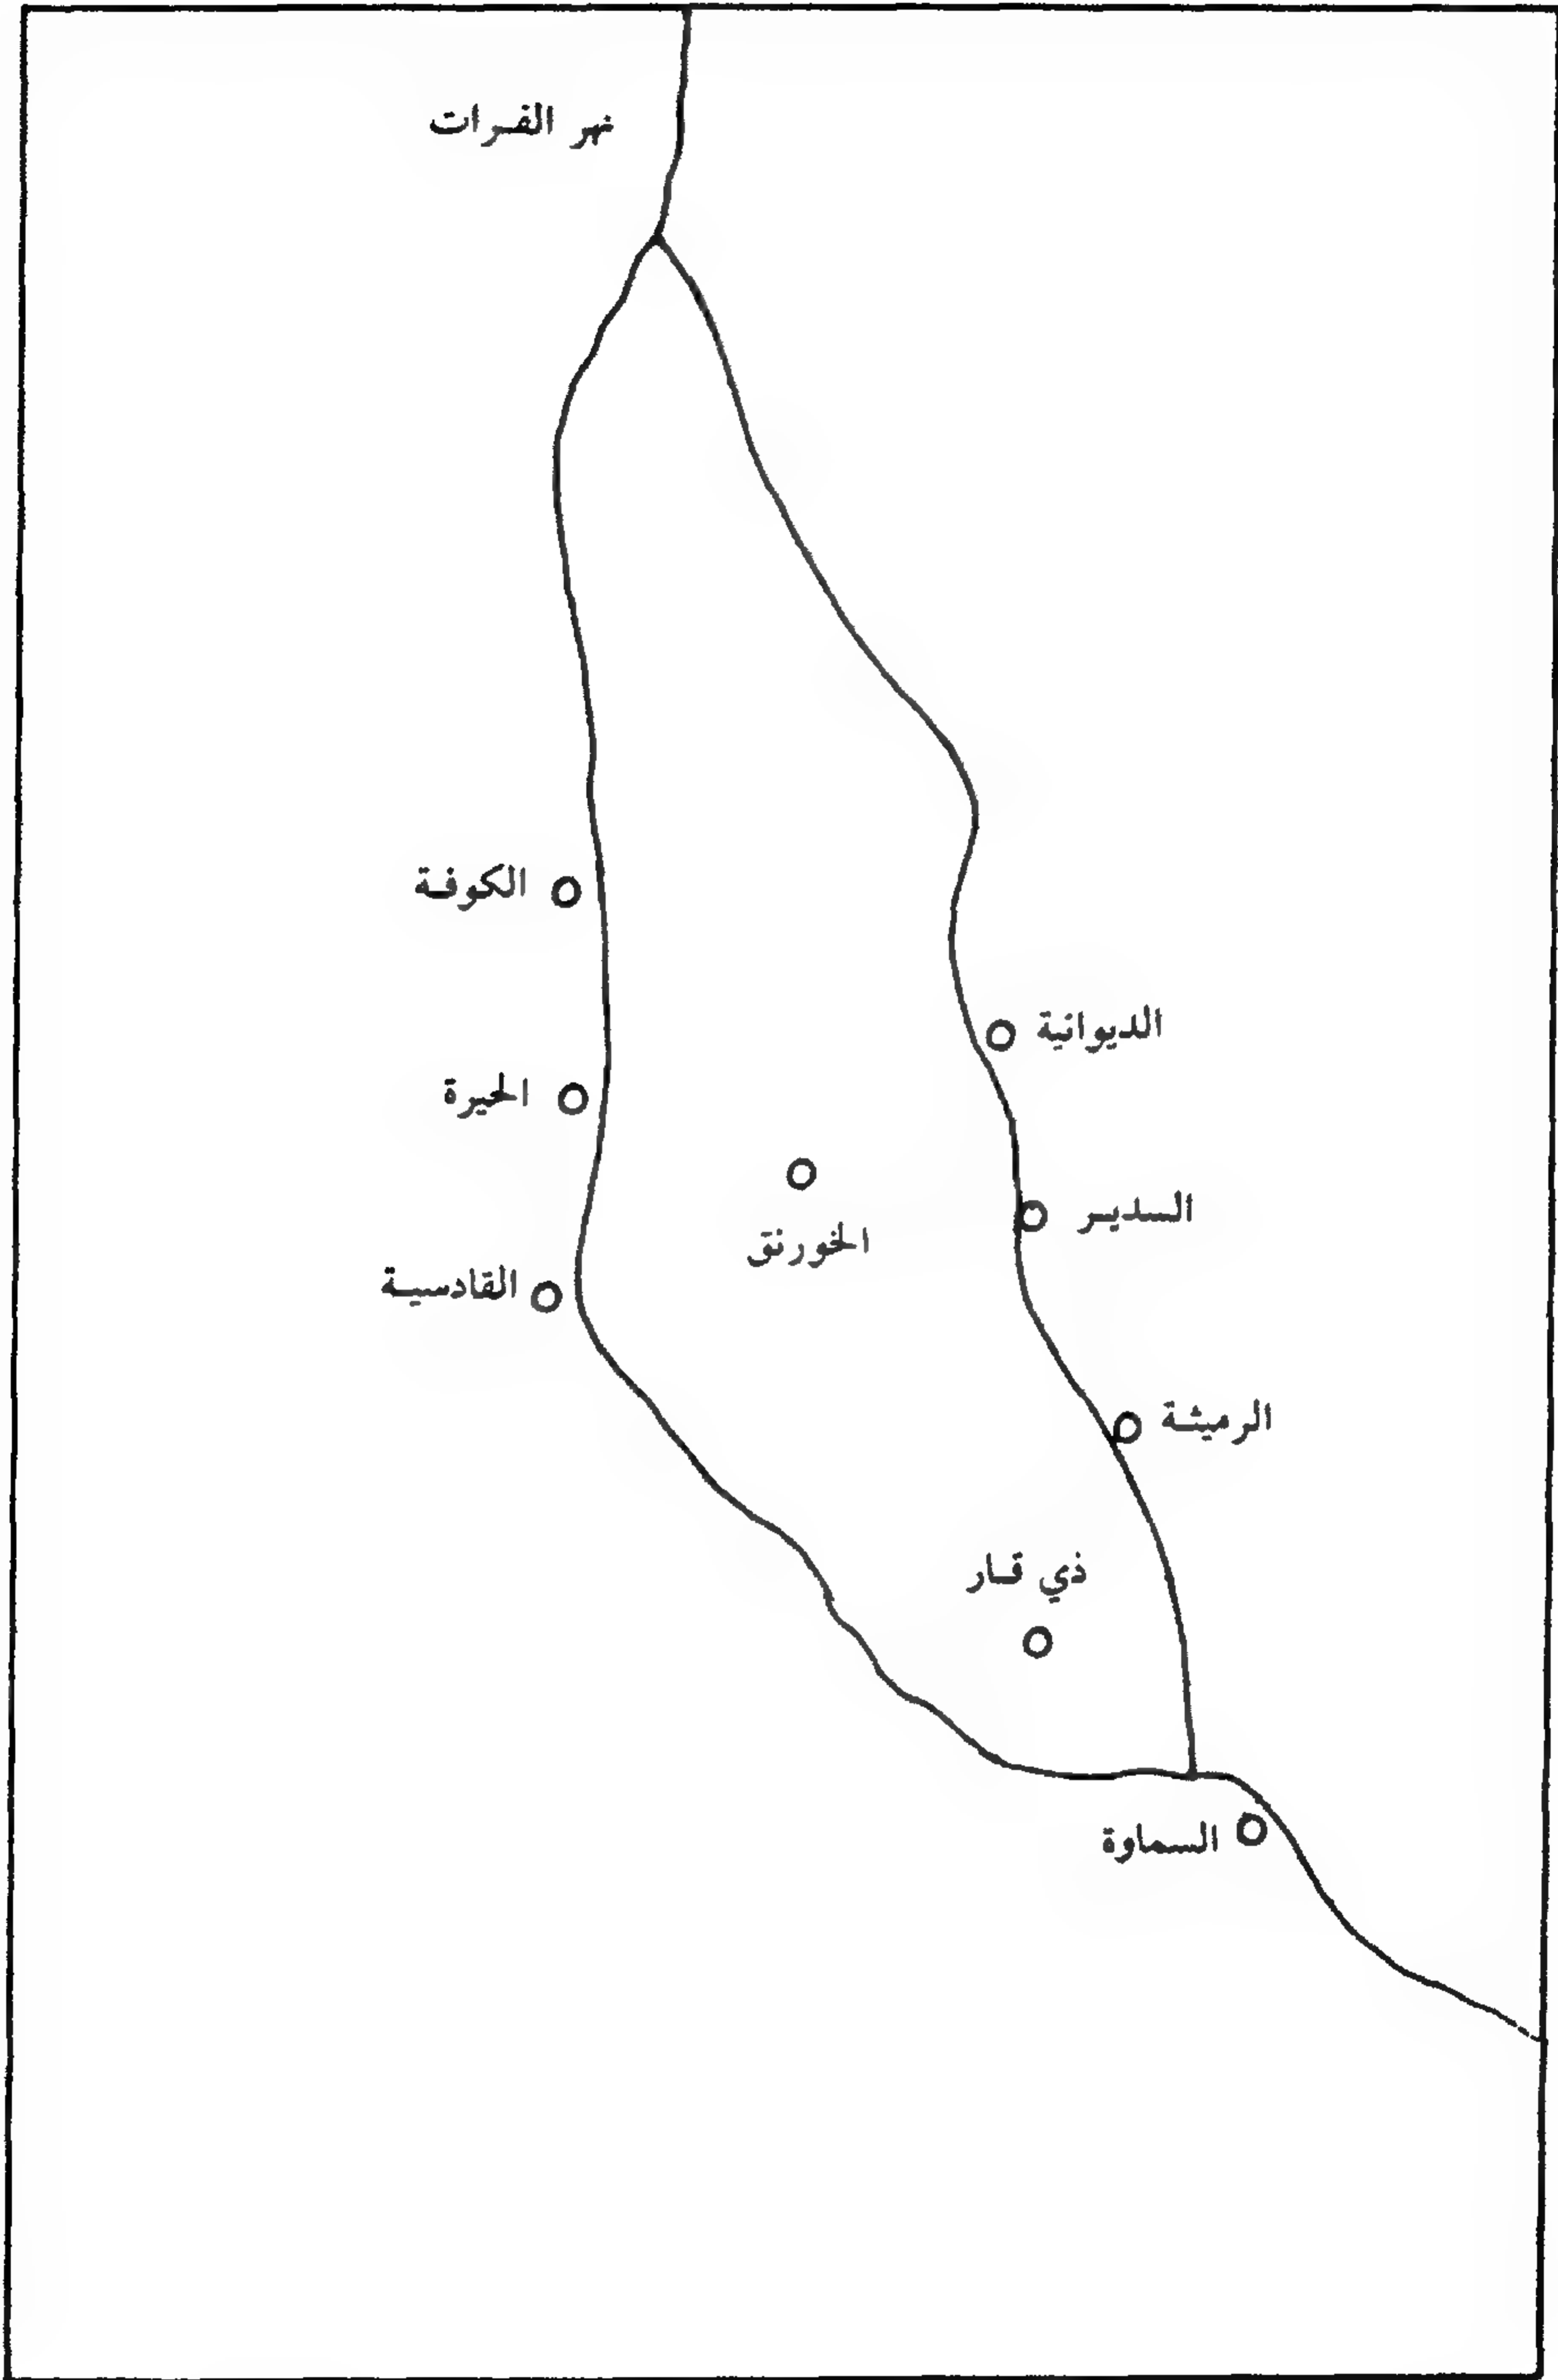 نهر الفرات
الكوفة
الديوانية
الحيرة
السدير
الخورنق
القادسية
الرميثة
ذي قار
السماوة